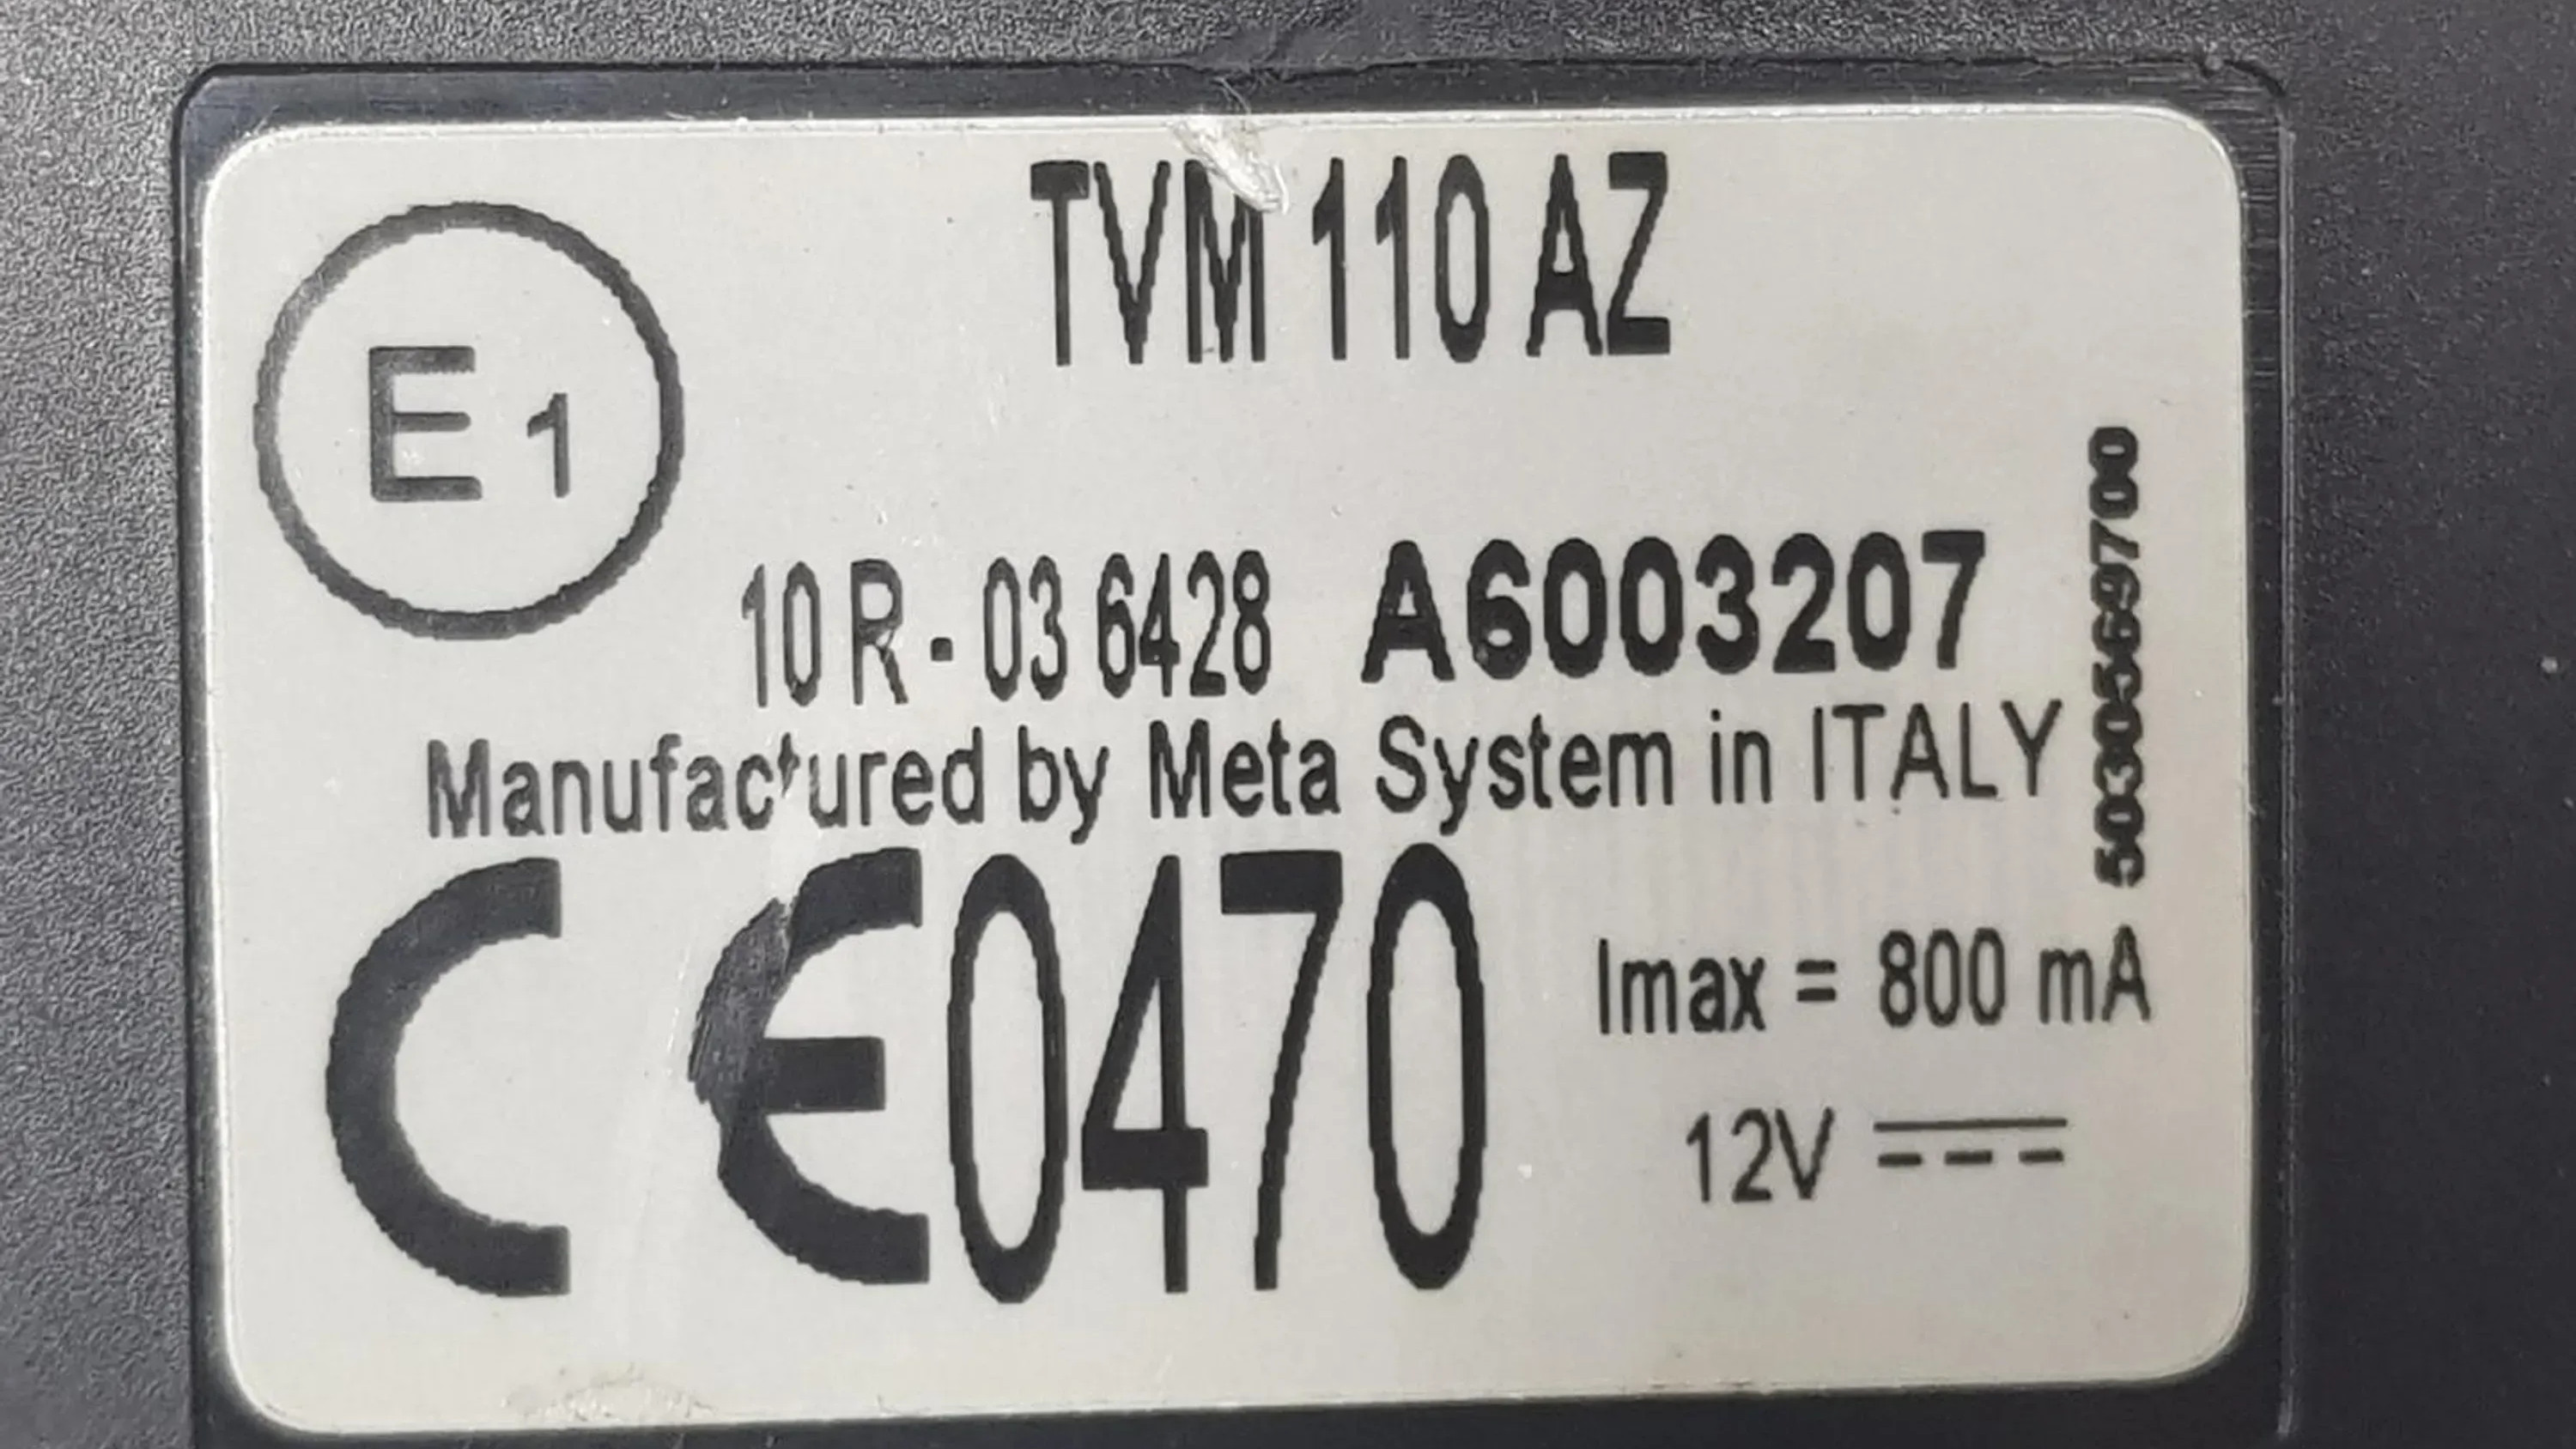 TVM 110 AZ
E 1
10 R - 03 6428 A6003207
Manufactured by Meta System in ITALY
5030569700
CE0470
Imax = 800 mA
12V